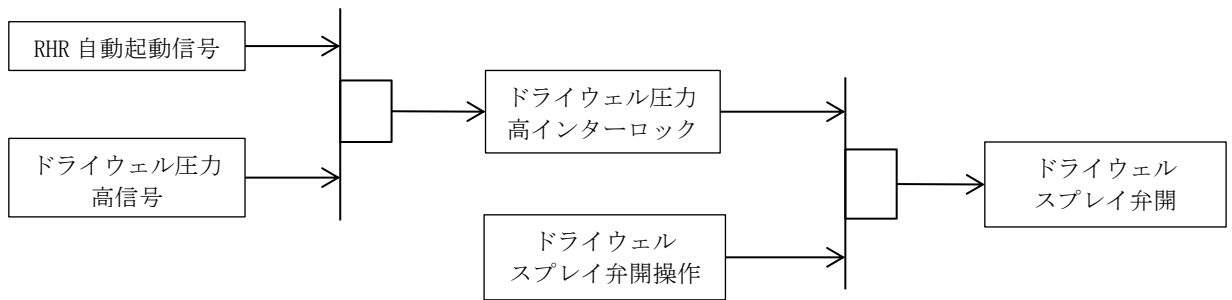 RHR 自動起動信号
ドライウェル圧力
高信号
ドライウェル圧力
高インターロック
ドライウェル
スプレイ弁開操作
ドライウェル
スプレイ弁開